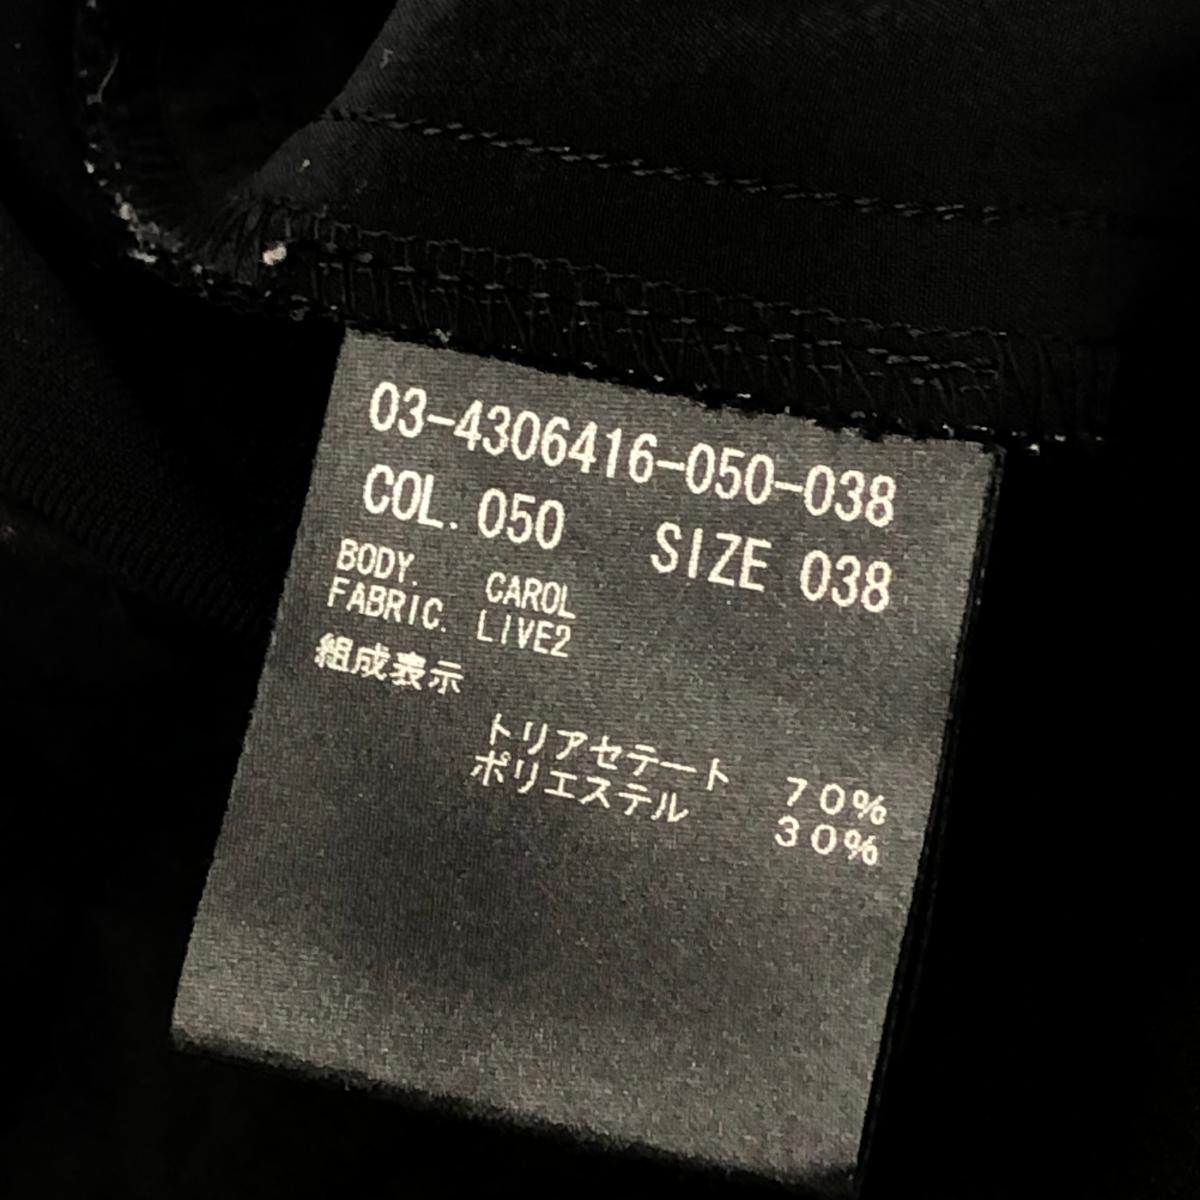 03-4306416-050-038
COL. 050 SIZE 038
BODY. CAROL
FABRIC. LIVE2
組成表示
トリアセテート 70%
ポリエステル 30%